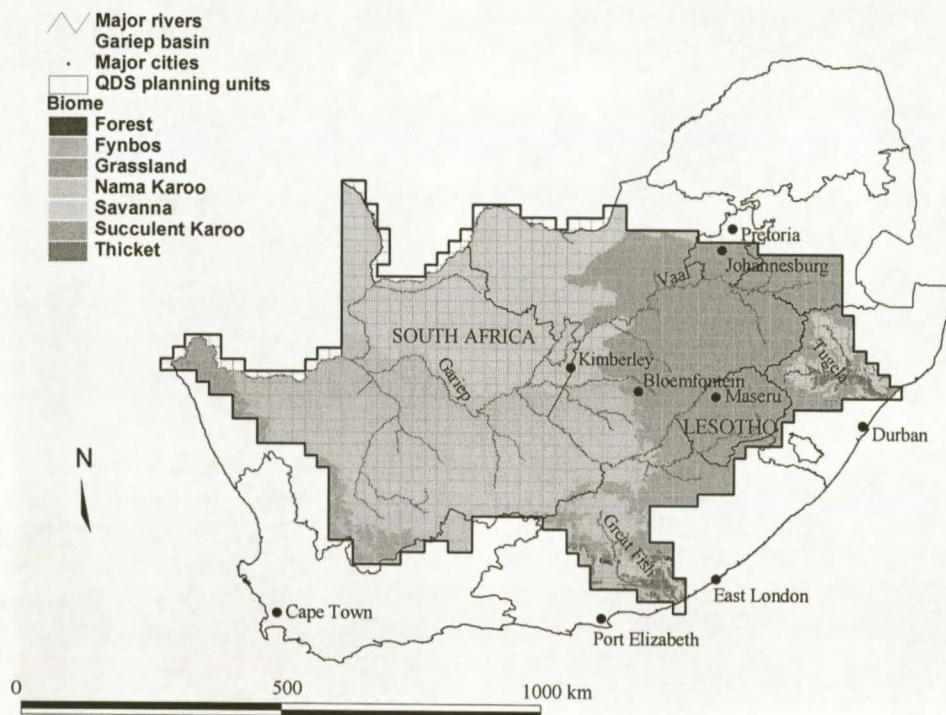 Major rivers
Gariep basin
Major cities
QDS planning units
Biome
Forest
Fynbos
Grassland
Nama Karoo
Savanna
Succulent Karoo
Thicket
Pretoria
Johannesburg
Vaal
SOUTH AFRICA
Kimberley
Gariep
Bloemfontein
Maseru
LESOTHO
Tugela
Durban
N
Great Fish
East London
Cape Town
Port Elizabeth
0 500 1000 km